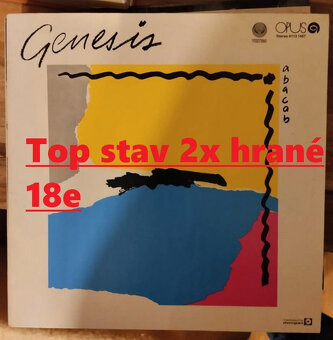 Genesis
OPUS
abacab
Top stav 2x hrané
18e